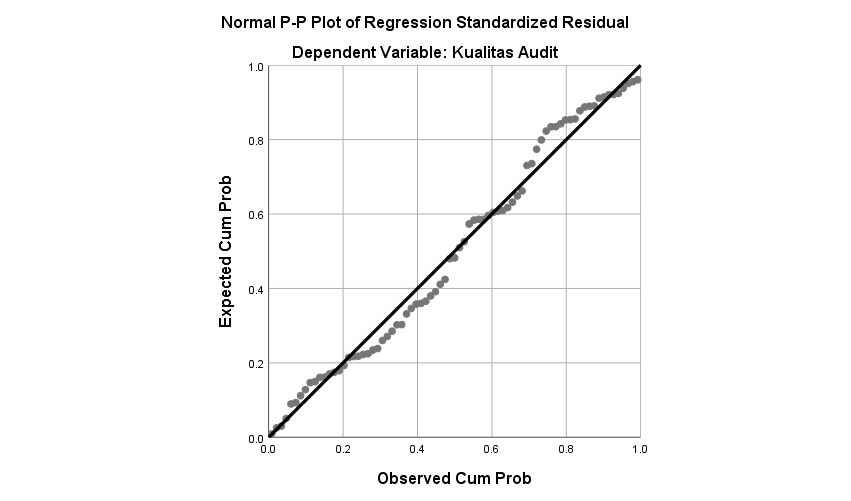 Normal P-P Plot of Regression Standardized Residual
Dependent Variable: Kualitas Audit
1.0
0.8
0.6
0.4
0.2
0.0
Expected Cum Prob
0.0 0.2 0.4 0.6 0.8 1.0
Observed Cum Prob